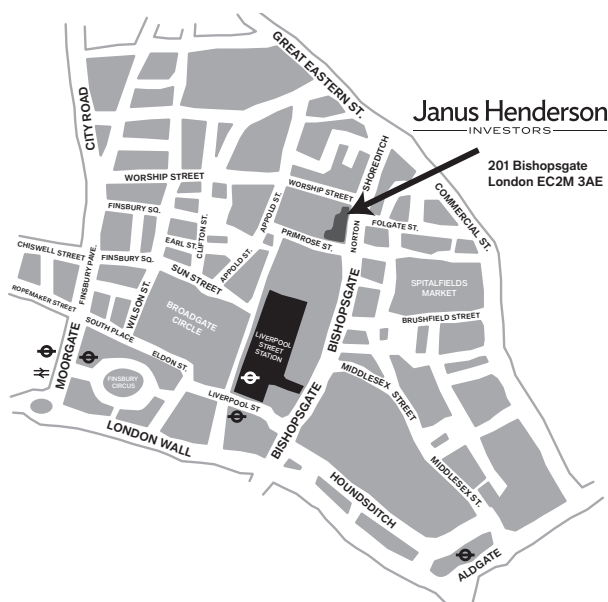 GREAT EASTERN ST.
CITY ROAD
Janus Henderson
INVESTORS
201 Bishopsgate
London EC2M 3AE
SHOREDITCH
COMMERCIAL ST.
WORSHIP STREET
WORSHIP STREET
FINSBURY SQ.
APPOLD ST.
CLIFTON ST.
FOLGATE ST.
NORTON
PRIMROSE ST.
EARL ST.
CHISWELL STREET
FINSBURY PAVE.
FINSBURY SQ.
APPOLD ST.
SUN STREET
WILSON ST.
ROPEMAKER STREET
BROADGATE
CIRCLE
SPITALFIELDS
MARKET
BISHOPSGATE
BRUSHFIELD STREET
SOUTH PLACE
LIVERPOOL
STREET
STATION
MOORGATE
ELDON ST.
FINSBURY
CIRCUS
MIDDLESEX STREET
LIVERPOOL ST
BISHOPSGATE
LONDON WALL
MIDDLESEX ST.
HOUNDSDITCH
ALDGATE